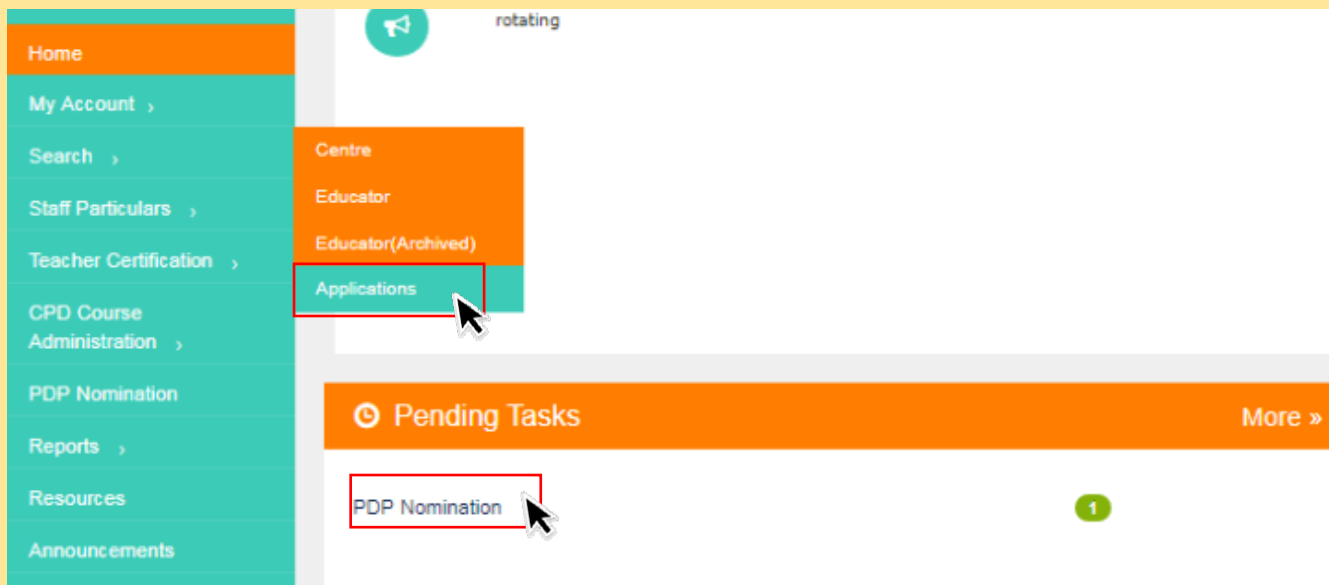 rotating
Home
My Account ›
Search ›
Staff Particulars ›
Teacher Certification ›
CPD Course
Administration ›
PDP Nomination
Reports ›
Resources
Announcements
Centre
Educator
Educator(Archived)
Applications
Pending Tasks
More »
PDP Nomination
1